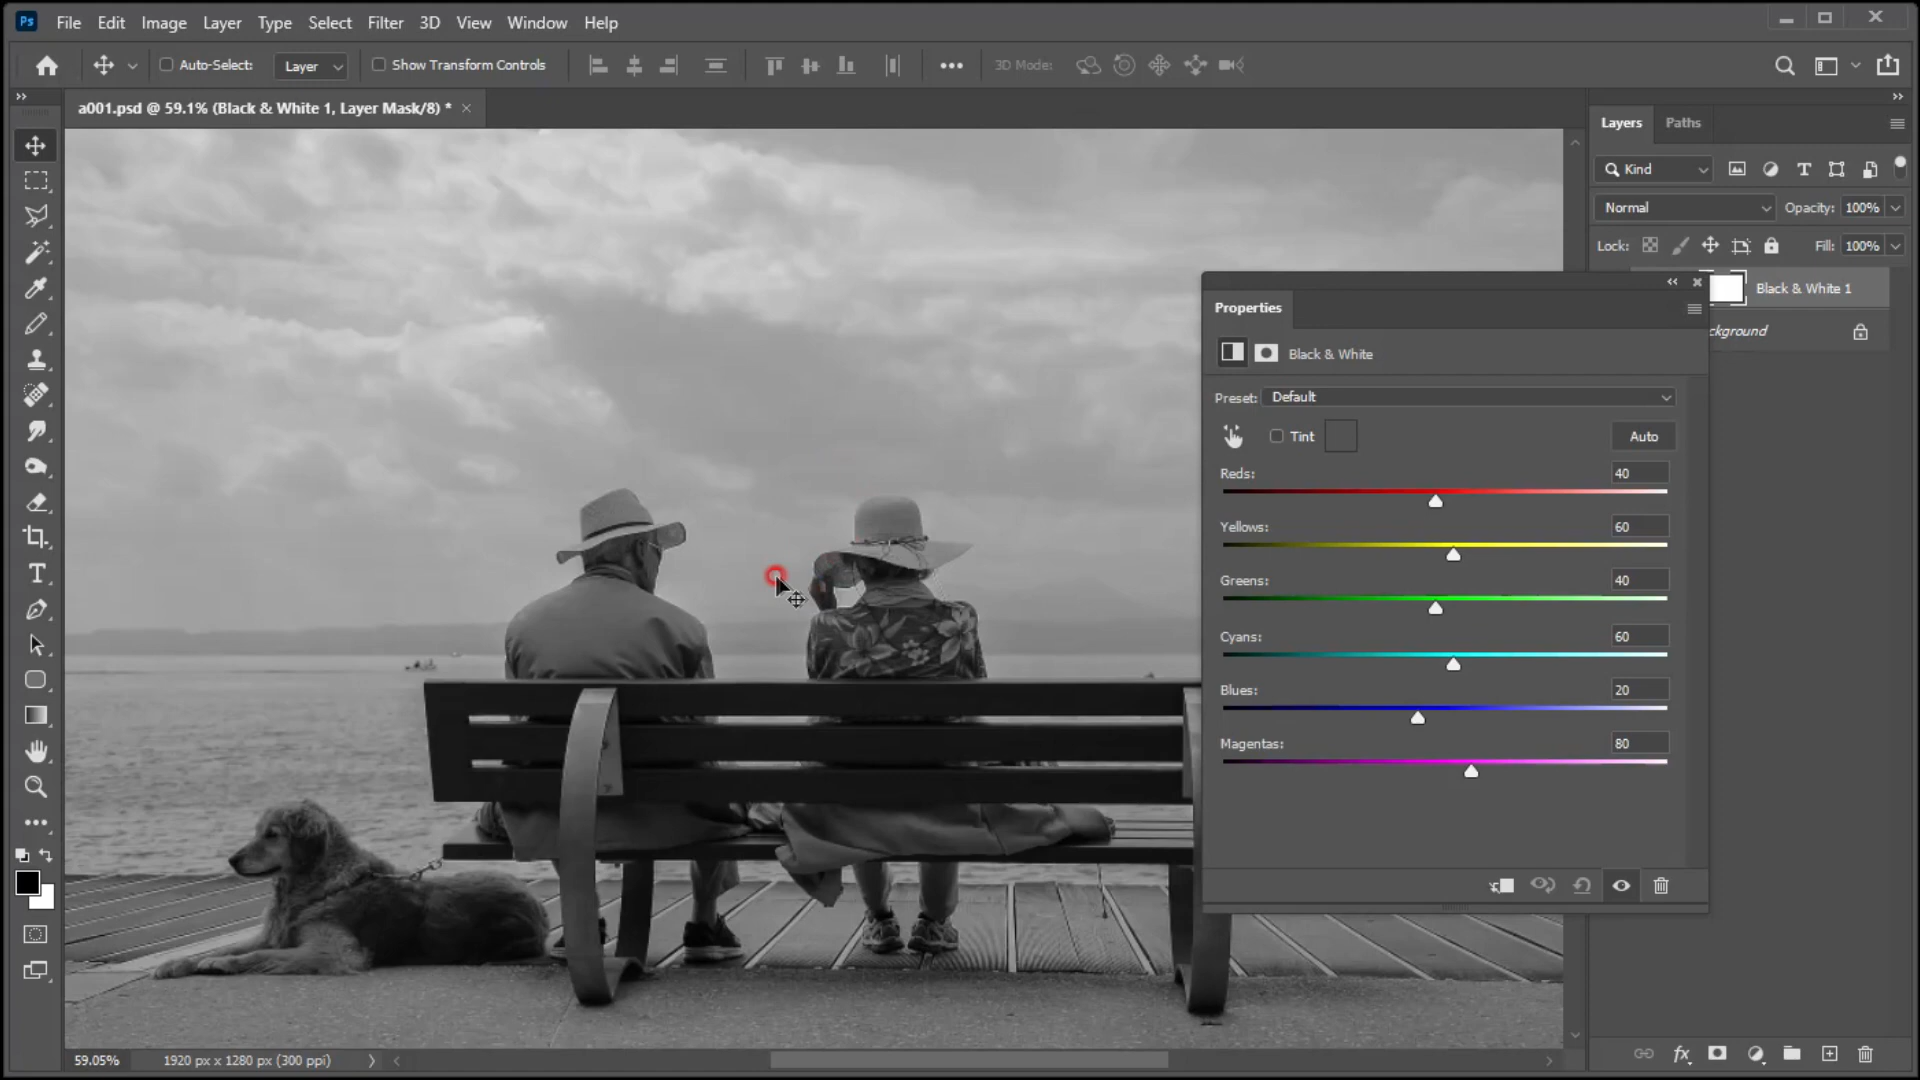 Ps File Edit Image Layer Type Select Filter 3D View Window Help
Auto-Select: Layer Show Transform Controls 3D Mode:
a001.psd @ 59.1% (Black & White 1, Layer Mask/8) *
Layers Paths
Kind
Normal Opacity: 100%
Lock: Fill: 100%
Black & White 1
ckground
Properties
Black & White
Preset: Default
Tint Auto
Reds: 40
Yellows: 60
Greens: 40
Cyans: 60
Blues: 20
Magentas: 80
59.05% 1920 px x 1280 px (300 ppi)
fx